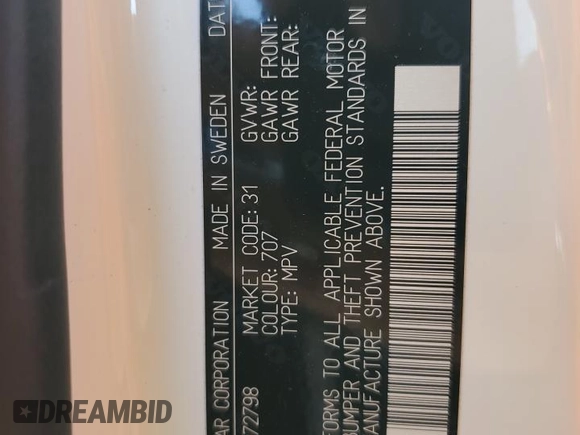 AR CORPORATION MADE IN SWEDEN DAT
72798 MARKET CODE: 31 GVWR:
COLOUR: 707 GAWR FRONT:
TYPE: MPV GAWR REAR:
FORMS TO ALL APPLICABLE FEDERAL MOTOR
BUMPER AND THEFT PREVENTION STANDARDS IN
ANUFACTURE SHOWN ABOVE.
DREAMBID